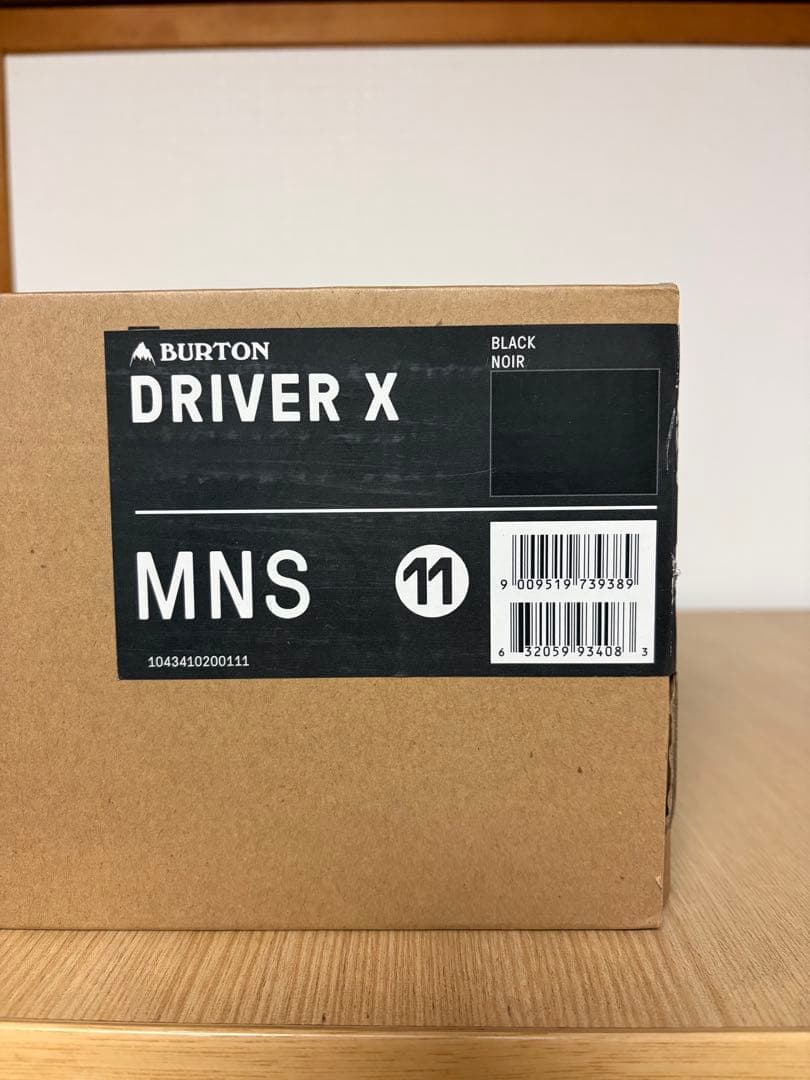 BURTON
DRIVER X
BLACK
NOIR
MNS
11
1043410200111
9 009519 739389
6 32059 93408 3